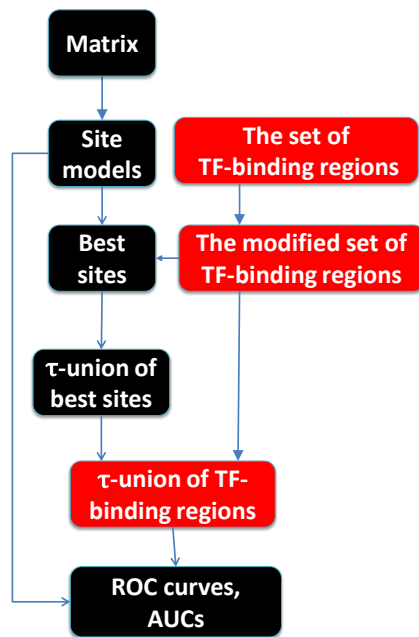 Matrix
Site
models
The set of
TF-binding regions
Best
sites
The modified set of
TF-binding regions
τ-union of
best sites
τ-union of TF-
binding regions
ROC curves,
AUCs